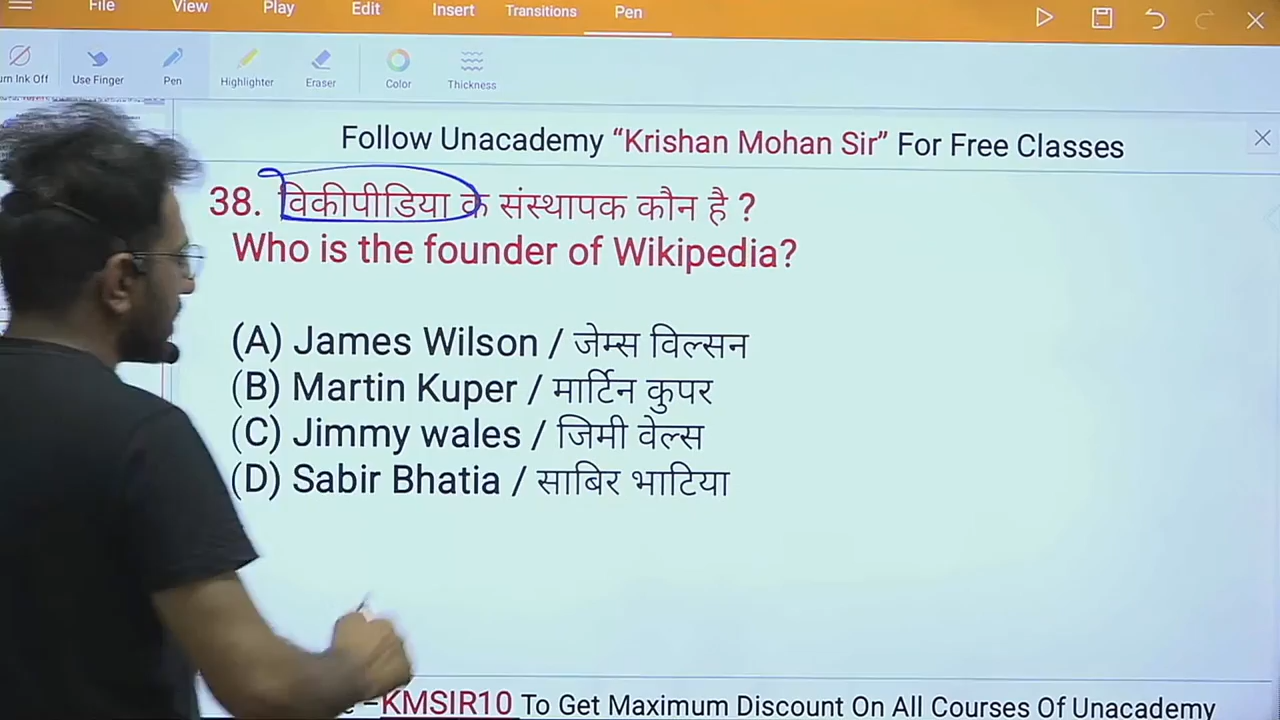 File View Play Edit Insert Transitions Pen
Ink Off Use Finger Pen Highlighter Eraser Color Thickness
Follow Unacademy “Krishan Mohan Sir” For Free Classes
38. विकीपीडिया के संस्थापक कौन है ?
Who is the founder of Wikipedia?
(A) James Wilson / जेम्स विल्सन
(B) Martin Kuper / मार्टिन कुपर
(C) Jimmy wales / जिमी वेल्स
(D) Sabir Bhatia / साबिर भाटिया
–KMSIR10 To Get Maximum Discount On All Courses Of Unacademy